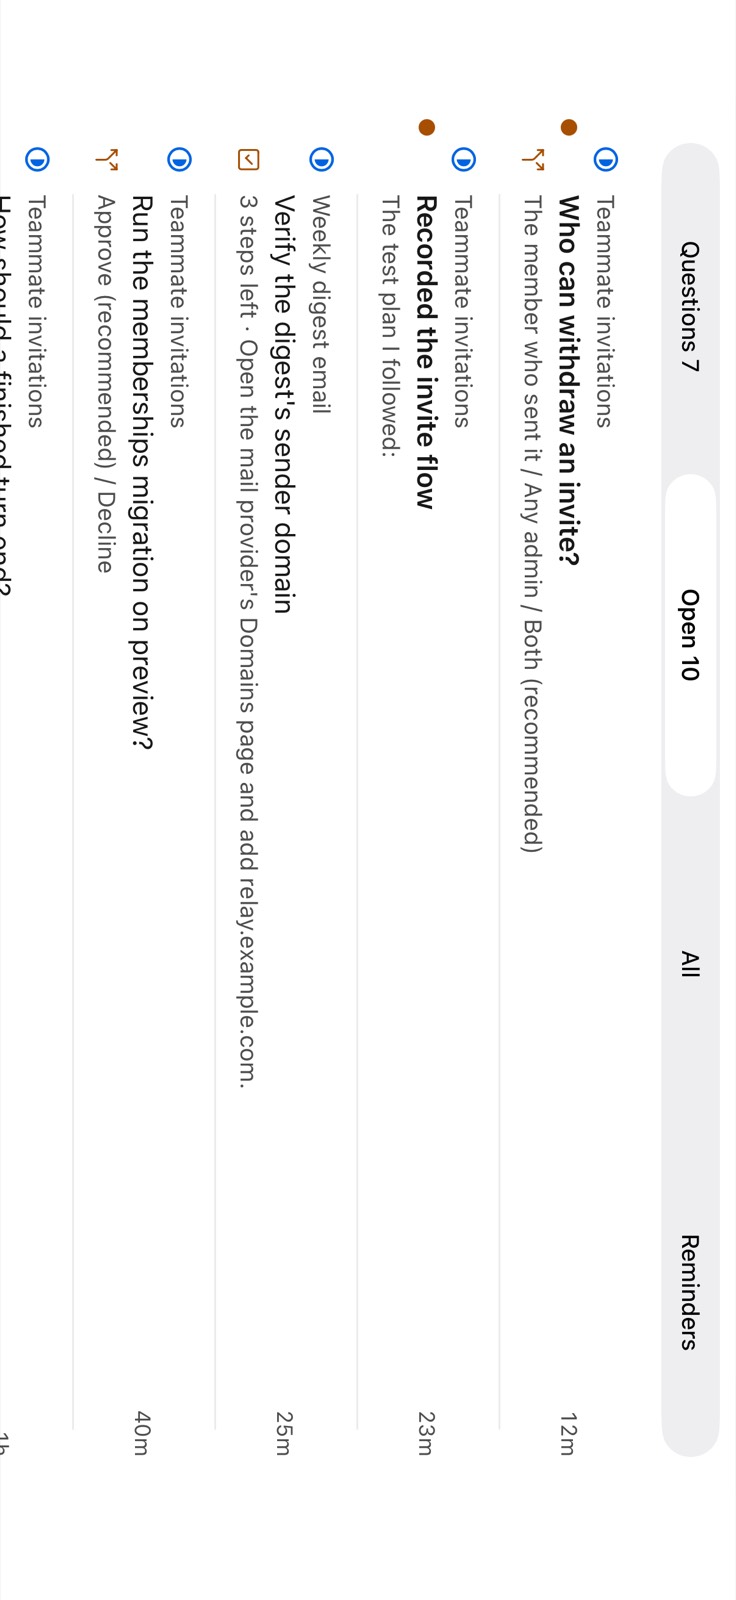 Questions 7
Open 10
All
Reminders
Teammate invitations
Who can withdraw an invite?
12m
The member who sent it / Any admin / Both (recommended)
Teammate invitations
Recorded the invite flow
23m
The test plan I followed:
Weekly digest email
Verify the digest's sender domain
25m
3 steps left · Open the mail provider's Domains page and add relay.example.com.
Teammate invitations
Run the memberships migration on preview?
40m
Approve (recommended) / Decline
Teammate invitations
How should a finished turn end?
1h